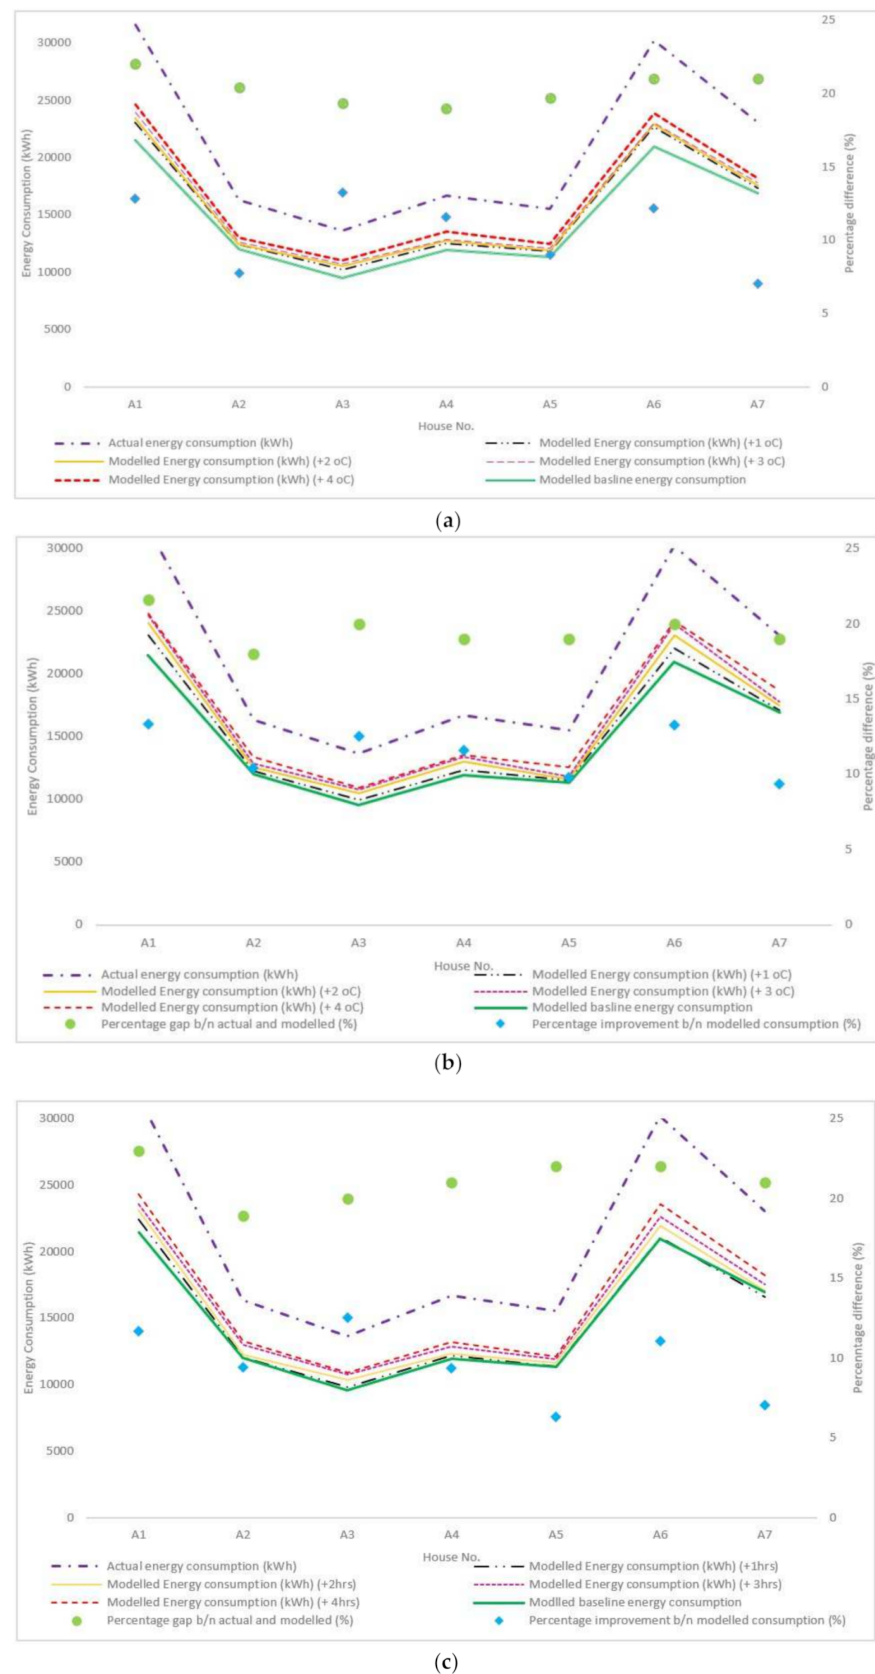 30000
25000
20000
15000
10000
5000
0
Energy Consumption (kWh)
25
20
15
10
5
0
Percentage difference (%)
A1 A2 A3 A4 A5 A6 A7
House No.
Actual energy consumption (kWh) Modelled Energy consumption (kWh) (+1 oC)
Modelled Energy consumption (kWh) (+2 oC) Modelled Energy consumption (kWh) (+ 3 oC)
Modelled Energy consumption (kWh) (+ 4 oC) Modelled basline energy consumption
(a)
30000
25000
20000
15000
10000
5000
0
Energy Consumption (kWh)
25
20
15
10
5
0
Percentage difference (%)
A1 A2 A3 A4 A5 A6 A7
House No.
Actual energy consumption (kWh) Modelled Energy consumption (kWh) (+1 oC)
Modelled Energy consumption (kWh) (+2 oC) Modelled Energy consumption (kWh) (+ 3 oC)
Modelled Energy consumption (kWh) (+ 4 oC) Modelled basline energy consumption
Percentage gap b/n actual and modelled (%) Percentage improvement b/n modelled consumption (%)
(b)
30000
25000
20000
15000
10000
5000
0
Energy Consumption (kWh)
25
20
15
10
5
0
Percenntage difference (%)
A1 A2 A3 A4 A5 A6 A7
House No.
Actual energy consumption (kWh) Modelled Energy consumption (kWh) (+1hrs)
Modelled Energy consumption (kWh) (+2hrs) Modelled Energy consumption (kWh) (+ 3hrs)
Modelled Energy consumption (kWh) (+ 4hrs) Modlled baseline energy consumption
Percentage gap b/n actual and modelled (%) Percentage improvement b/n modelled consumption (%)
(c)